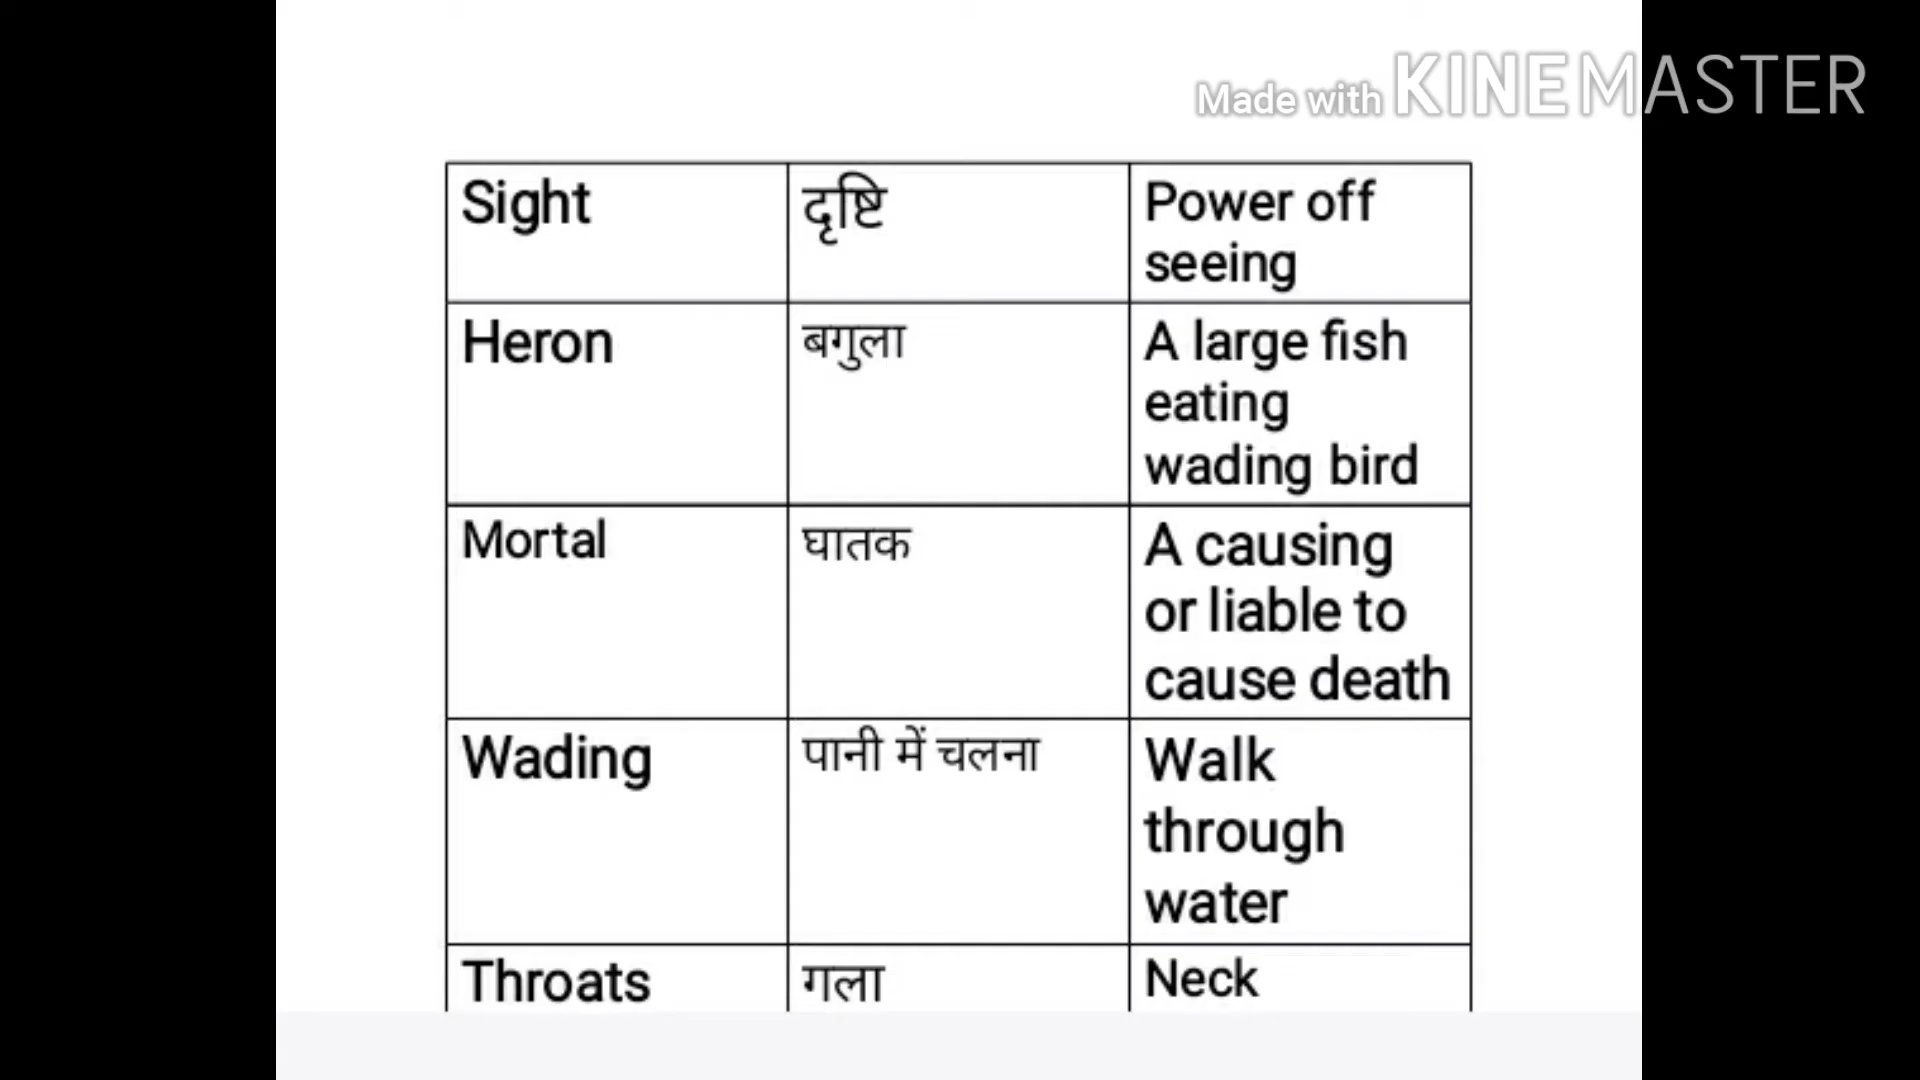 Made with KINEMASTER
Sight दृष्टि Power off
seeing
Heron बगुला A large fish
eating
wading bird
Mortal घातक A causing
or liable to
cause death
Wading पानी में चलना Walk
through
water
Throats गला Neck